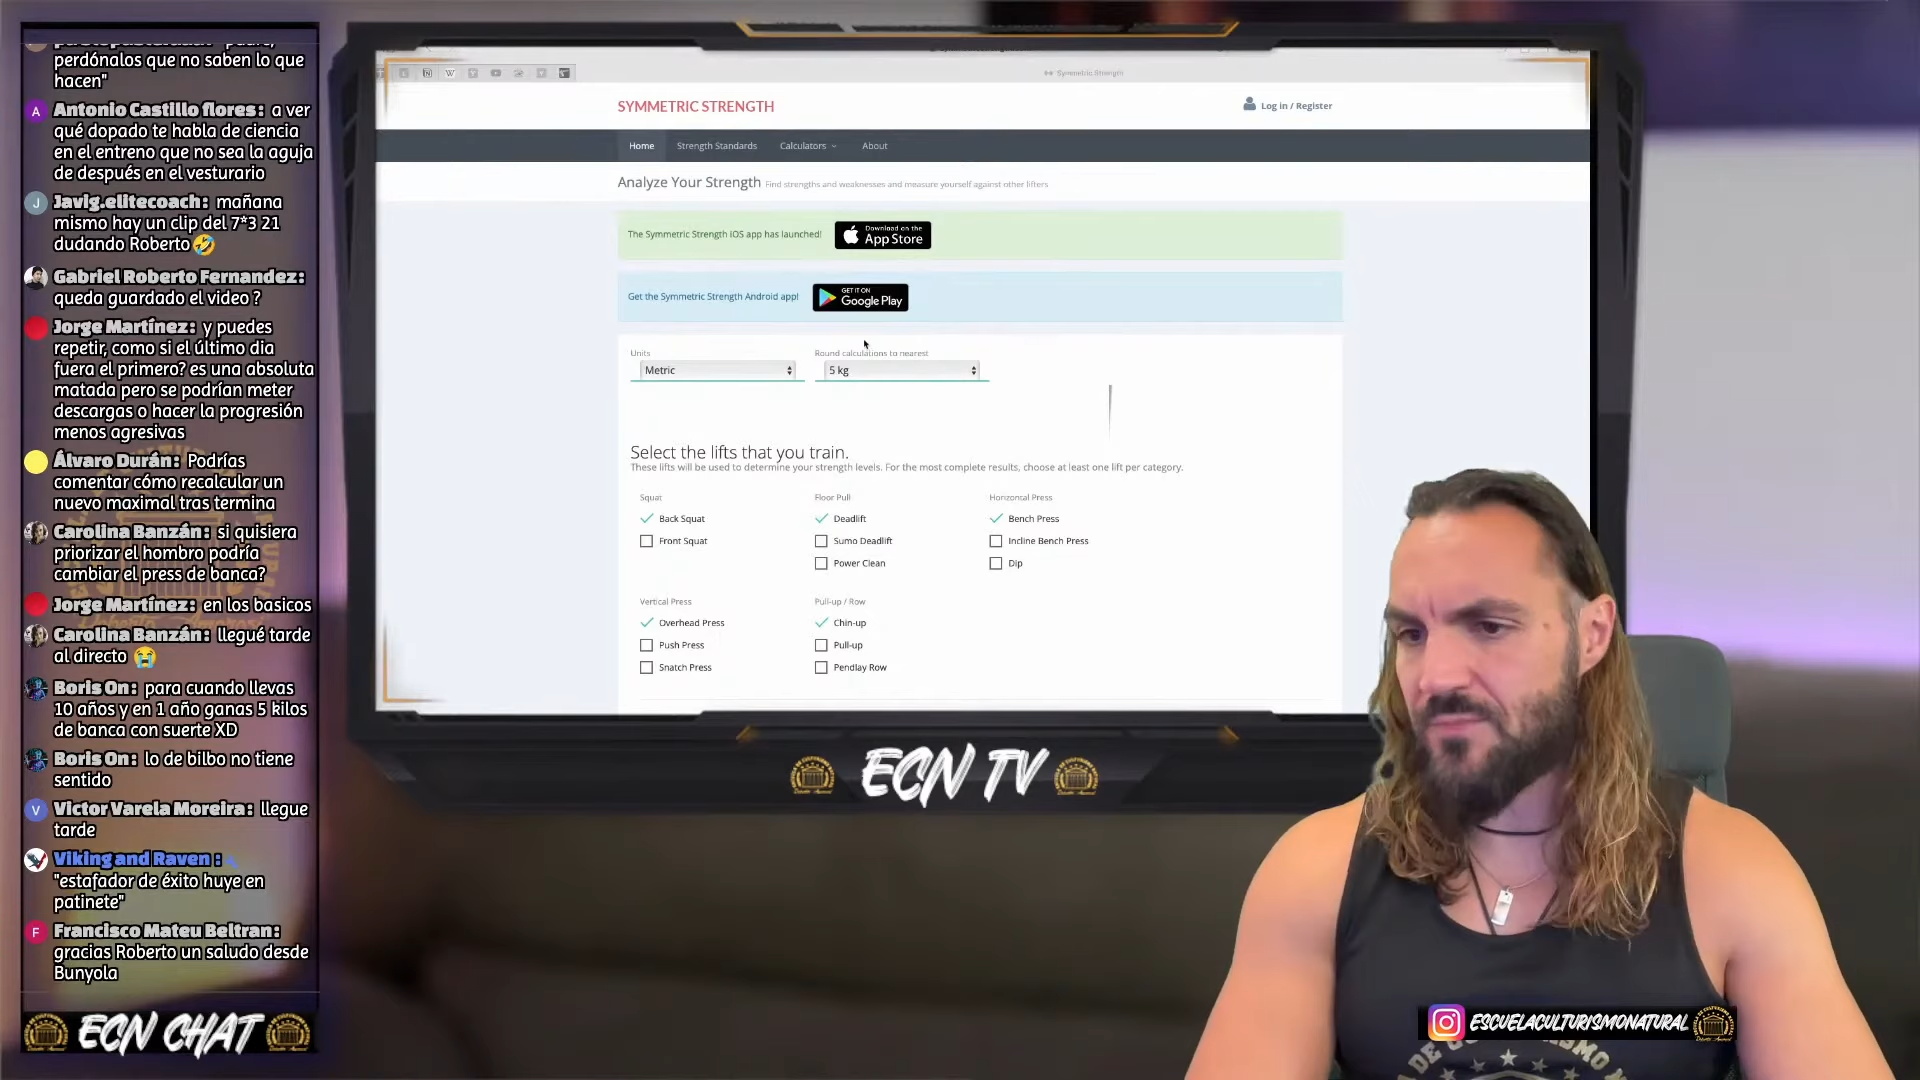 perdónalos que no saben lo que
hacen"
Antonio Castillo flores: a ver
qué dopado te habla de ciencia
en el entreno que no sea la aguja
de después en el vesturario
Javig.elitecoach: mañana
mismo hay un clip del 7*3 21
dudando Roberto🤣
Gabriel Roberto Fernandez:
queda guardado el video ?
Jorge Martínez: y puedes
repetir, como si el último dia
fuera el primero? es una absoluta
matada pero se podrían meter
descargas o hacer la progresión
menos agresivas
Álvaro Durán: Podrías
comentar cómo recalcular un
nuevo maximal tras termina
Carolina Banzán: si quisiera
priorizar el hombro podría
cambiar el press de banca?
Jorge Martínez: en los basicos
Carolina Banzán: llegué tarde
al directo 😭
Boris On: para cuando llevas
10 años y en 1 año ganas 5 kilos
de banca con suerte XD
Boris On: lo de bilbo no tiene
sentido
Victor Varela Moreira: llegue
tarde
Viking and Raven :
"estafador de éxito huye en
patinete"
Francisco Mateu Beltran:
gracias Roberto un saludo desde
Bunyola
ECN CHAT
Symmetric Strength
SYMMETRIC STRENGTH
Log in / Register
Home Strength Standards Calculators About
Analyze Your Strength Find strengths and weaknesses and measure yourself against other lifters
The Symmetric Strength iOS app has launched! Download on the App Store
Get the Symmetric Strength Android app! GET IT ON Google Play
Units Round calculations to nearest
Metric 5 kg
Select the lifts that you train.
These lifts will be used to determine your strength levels. For the most complete results, choose at least one lift per category.
Squat Floor Pull Horizontal Press
Back Squat Deadlift Bench Press
Front Squat Sumo Deadlift Incline Bench Press
Power Clean Dip
Vertical Press Pull-up / Row
Overhead Press Chin-up
Push Press Pull-up
Snatch Press Pendlay Row
ECN TV
ESCUELACULTURISMONATURAL